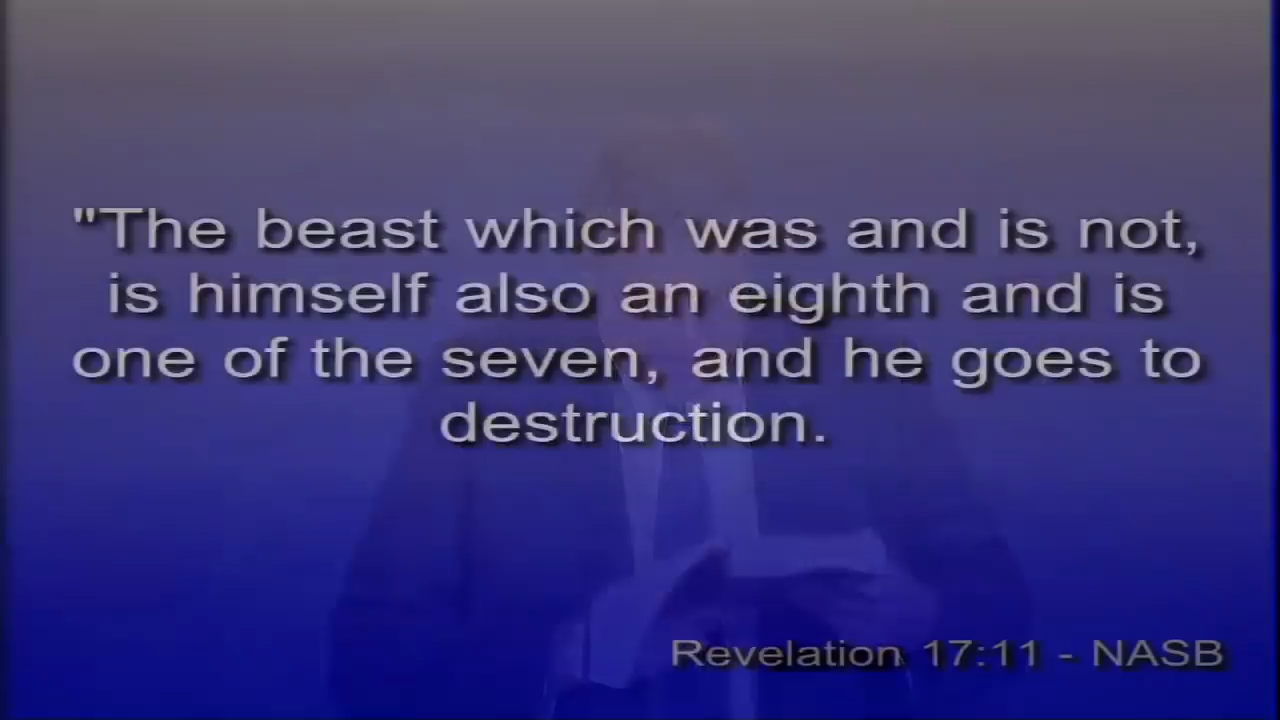 "The beast which was and is not,
is himself also an eighth and is
one of the seven, and he goes to
destruction.
Revelation 17:11 - NASB